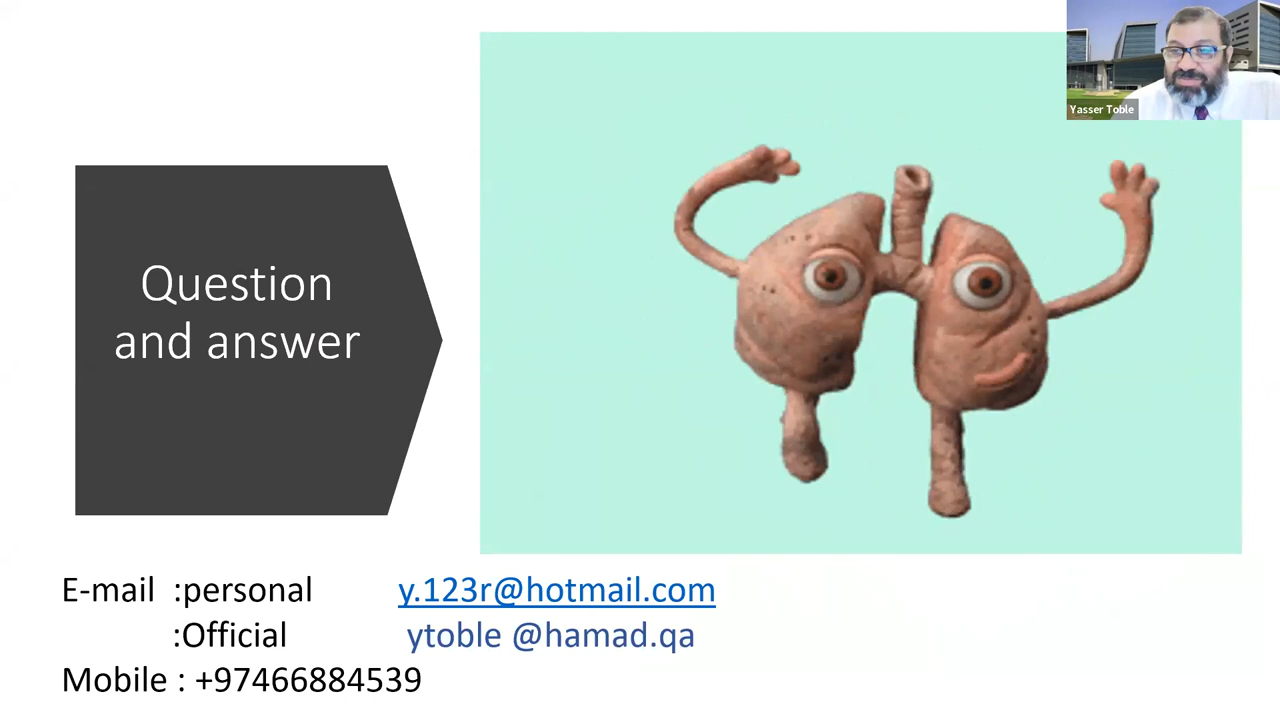 Yasser Toble
Question
and answer
E-mail :personal y.123r@hotmail.com
:Official ytoble @hamad.qa
Mobile : +97466884539